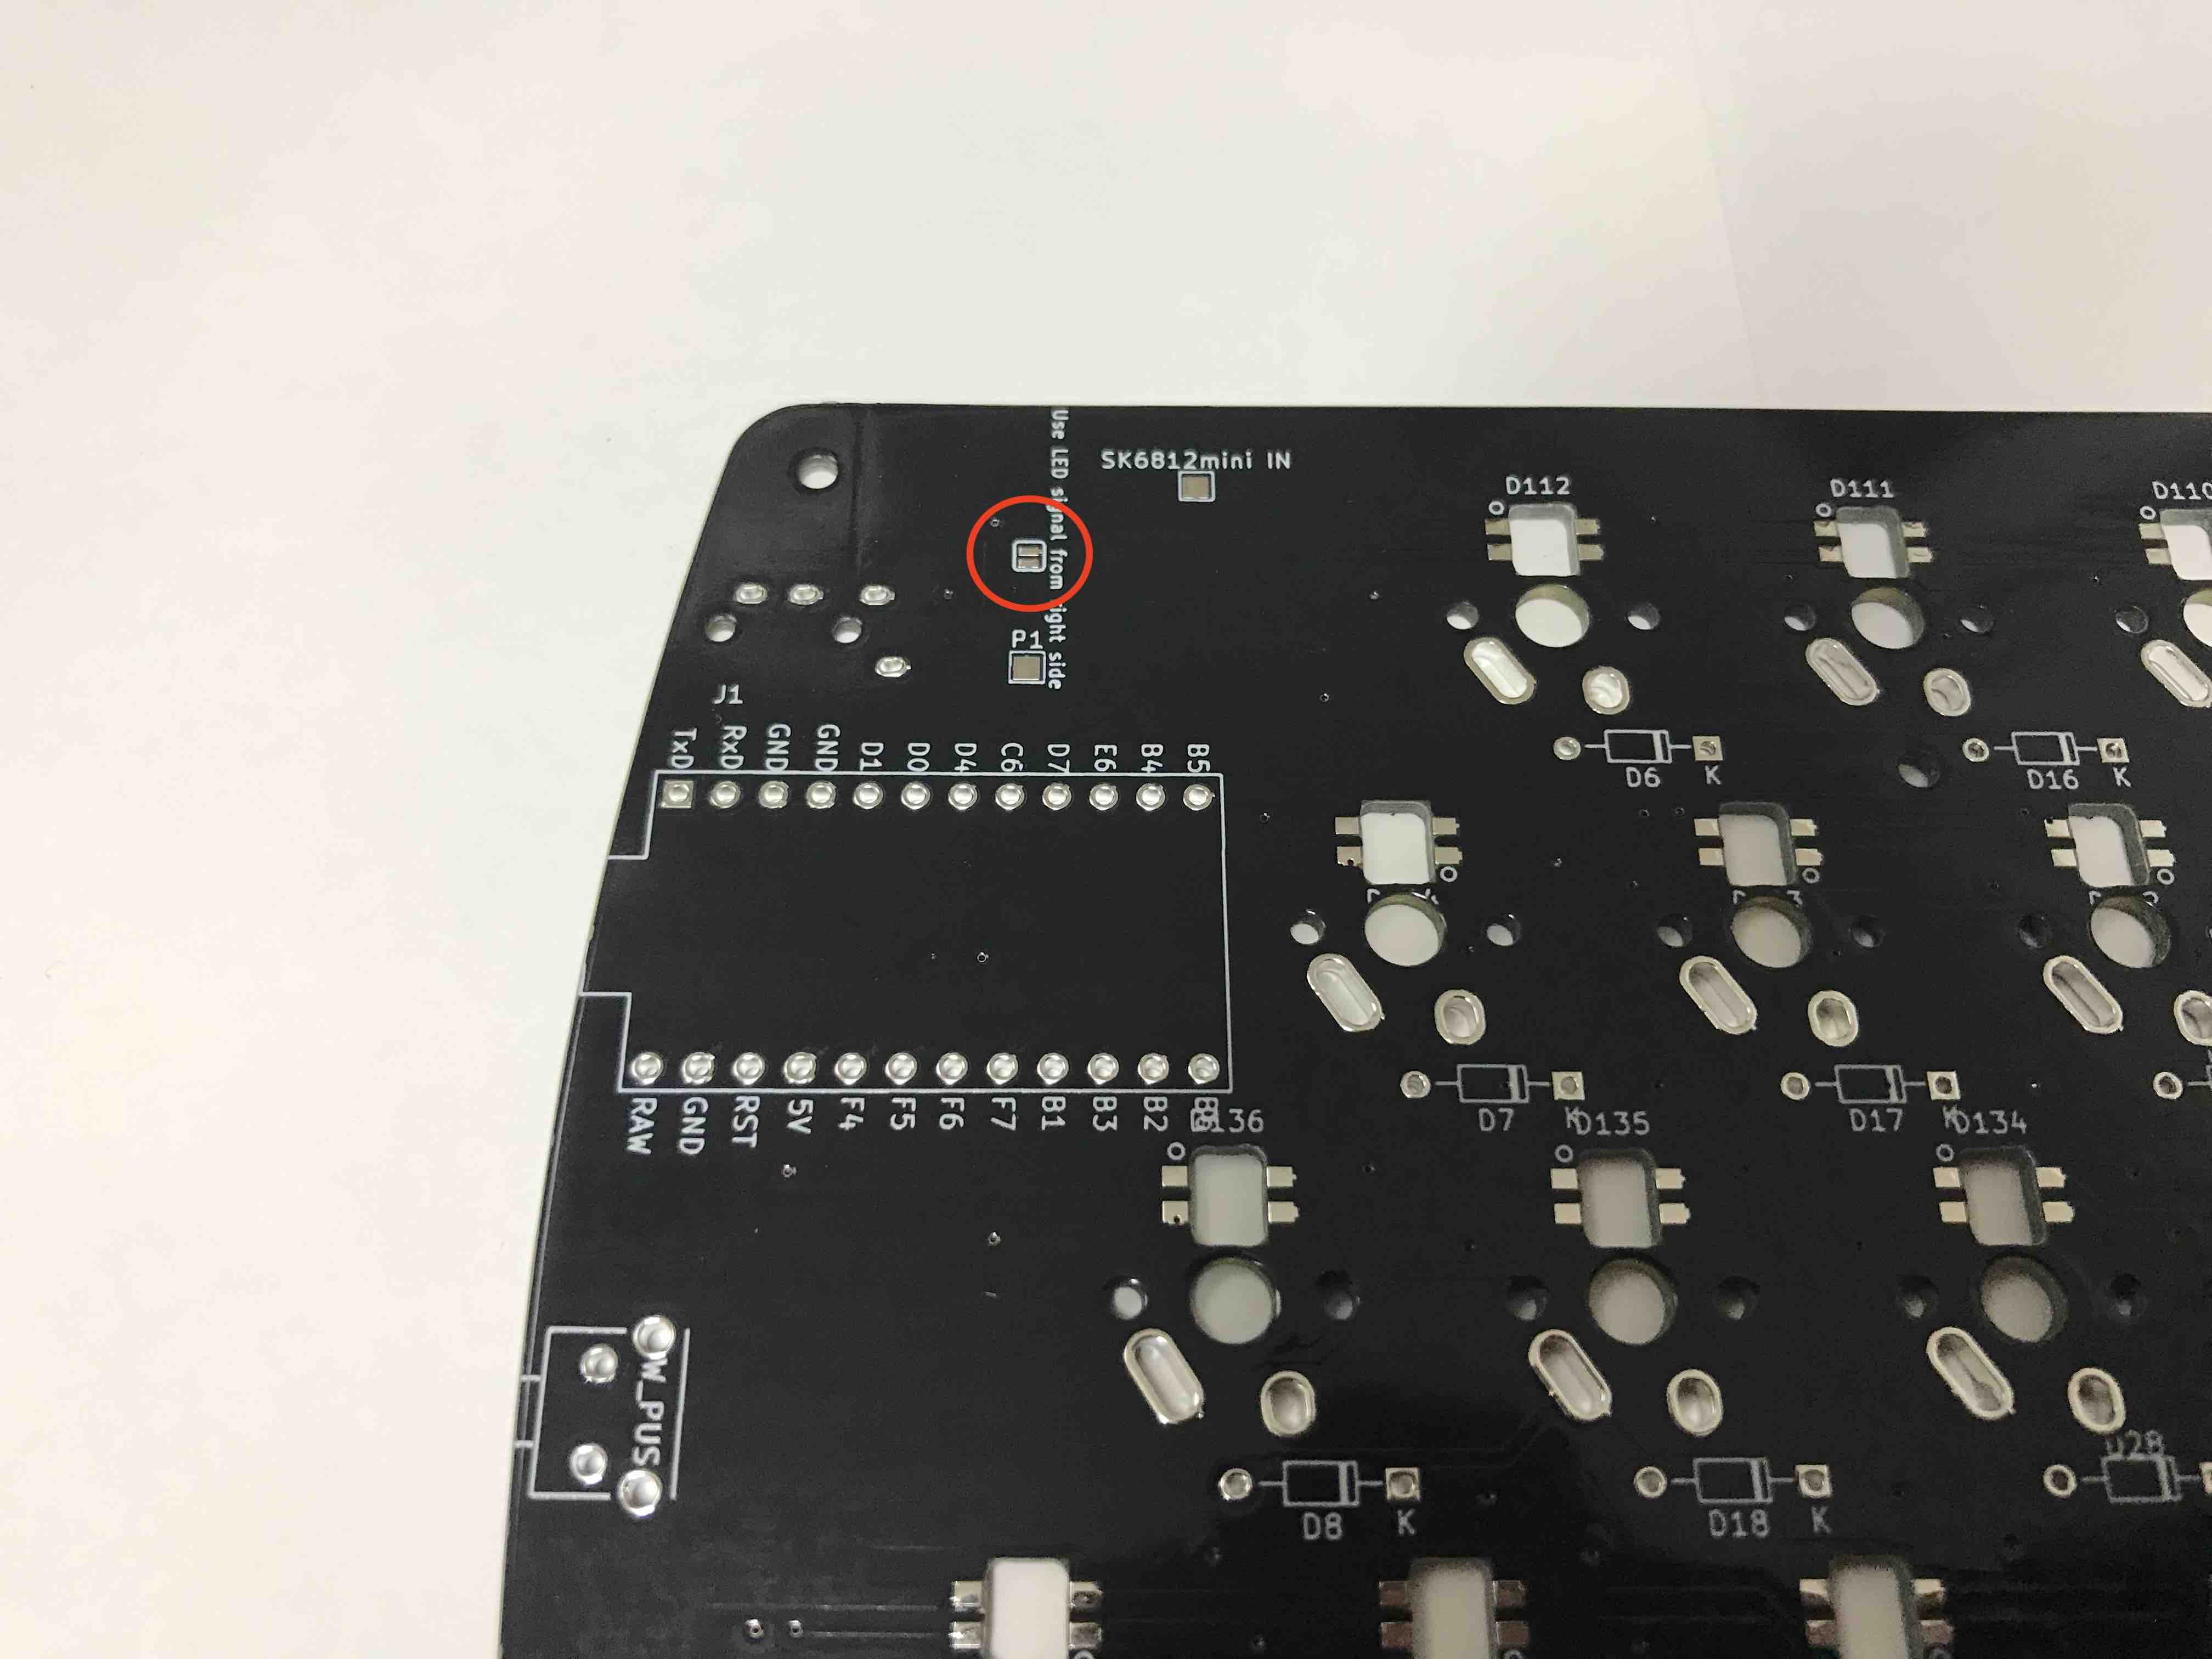 Use LED signal from right side
SK6812mini IN
D112
D111
D110
P1
J1
TxD
RxD
GND
GND
D1
D0
D4
C6
D7
E6
B4
B5
D6
K
D16
K
RAW
GND
RST
5V
F4
F5
F6
F7
B1
B3
B2
D7
K
D17
K
D135
D134
D28
D8
K
D18
K